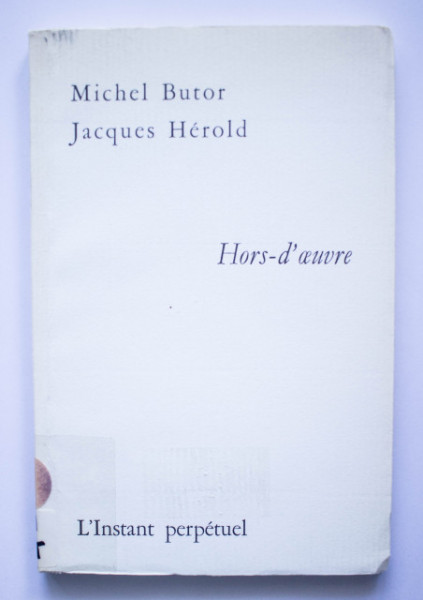 Michel Butor
Jacques Hérold
Hors-d'œuvre
L'Instant perpétuel